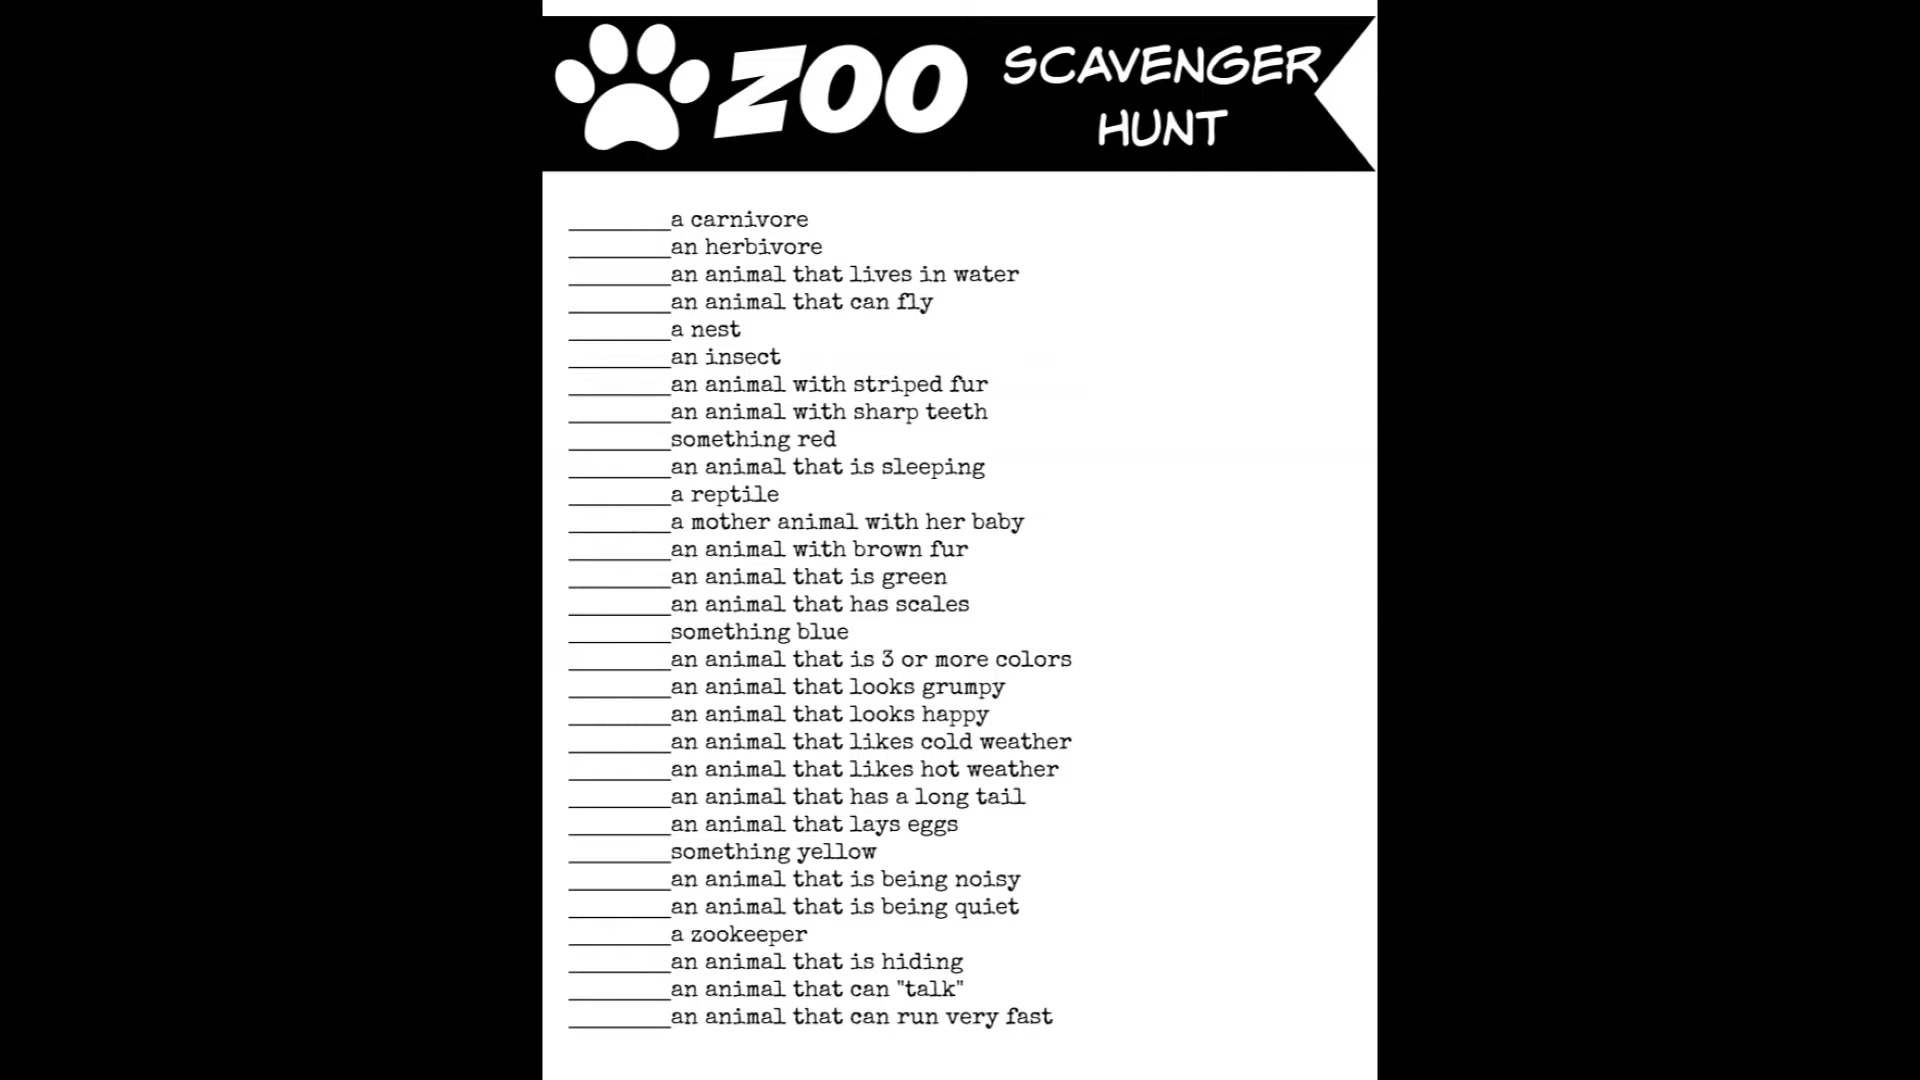 ZOO SCAVENGER
HUNT
_________a carnivore
_________an herbivore
_________an animal that lives in water
_________an animal that can fly
_________a nest
_________an insect
_________an animal with striped fur
_________an animal with sharp teeth
_________something red
_________an animal that is sleeping
_________a reptile
_________a mother animal with her baby
_________an animal with brown fur
_________an animal that is green
_________an animal that has scales
_________something blue
_________an animal that is 3 or more colors
_________an animal that looks grumpy
_________an animal that looks happy
_________an animal that likes cold weather
_________an animal that likes hot weather
_________an animal that has a long tail
_________an animal that lays eggs
_________something yellow
_________an animal that is being noisy
_________an animal that is being quiet
_________a zookeeper
_________an animal that is hiding
_________an animal that can "talk"
_________an animal that can run very fast